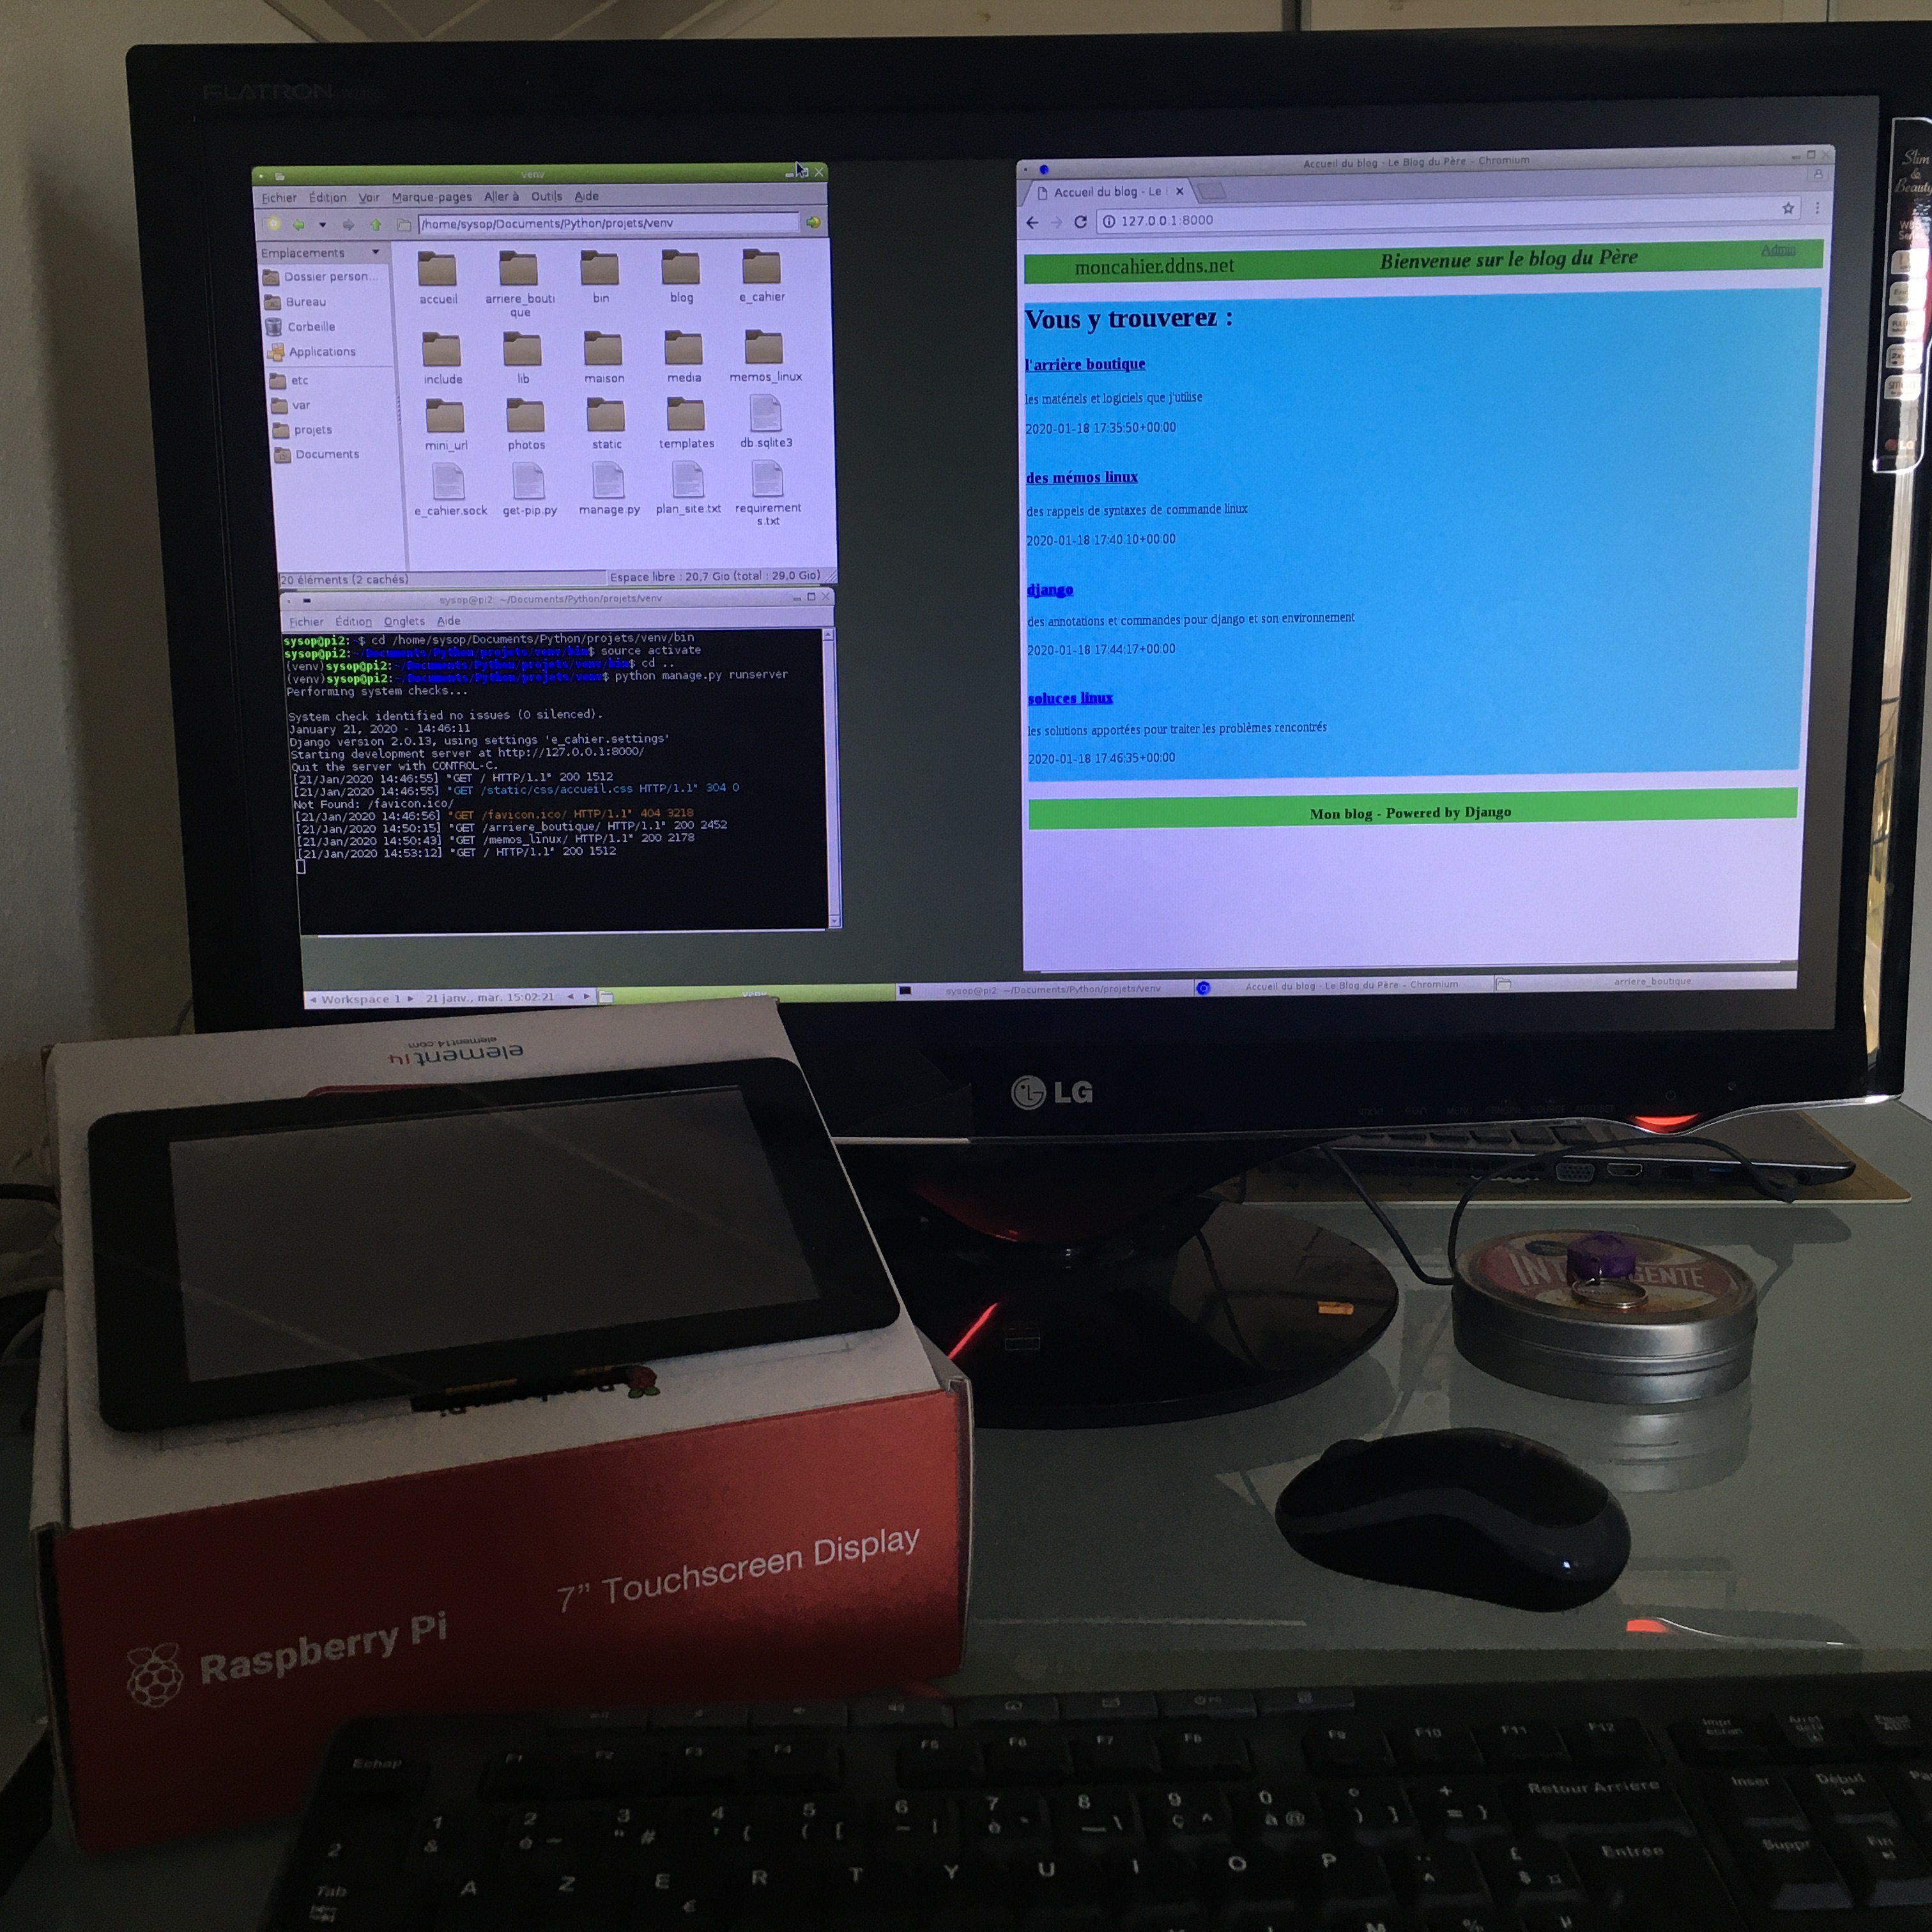 FLATRON
venv
Fichier Édition Voir Marque-pages Aller à Outils Aide
/home/sysop/Documents/Python/projets/venv
Emplacements
Dossier person...
Bureau
Corbeille
Applications
etc
var
projets
Documents
accueil arriere_bouti bin blog e_cahier
que
include lib maison media memos_linux
mini_url photos static templates db.sqlite3
e_cahier.sock get-pip.py manage.py plan_site.txt requirement
s.txt
20 éléments (2 cachés) Espace libre : 20,7 Gio (total : 29,0 Gio)
sysop@pi2: ~/Documents/Python/projets/venv
Fichier Édition Onglets Aide
sysop@pi2:~$ cd /home/sysop/Documents/Python/projets/venv/bin
sysop@pi2:~/Documents/Python/projets/venv/bin$ source activate
(venv)sysop@pi2:~/Documents/Python/projets/venv/bin$ cd ..
(venv)sysop@pi2:~/Documents/Python/projets/venv$ python manage.py runserver
Performing system checks...
System check identified no issues (0 silenced).
January 21, 2020 - 14:46:11
Django version 2.0.13, using settings 'e_cahier.settings'
Starting development server at http://127.0.0.1:8000/
Quit the server with CONTROL-C.
[21/Jan/2020 14:46:55] "GET / HTTP/1.1" 200 1512
[21/Jan/2020 14:46:55] "GET /static/css/accueil.css HTTP/1.1" 304 0
Not Found: /favicon.ico/
[21/Jan/2020 14:46:56] "GET /favicon.ico/ HTTP/1.1" 404 3218
[21/Jan/2020 14:50:15] "GET /arriere_boutique/ HTTP/1.1" 200 2452
[21/Jan/2020 14:50:43] "GET /memos_linux/ HTTP/1.1" 200 2178
[21/Jan/2020 14:53:12] "GET / HTTP/1.1" 200 1512
Accueil du blog - Le Blog du Père - Chromium
Accueil du blog - Le
127.0.0.1:8000
moncahier.ddns.net Bienvenue sur le blog du Père Admin
Vous y trouverez :
l'arrière boutique
les matériels et logiciels que j'utilise
2020-01-18 17:35:50+00:00
des mémos linux
des rappels de syntaxes de commande linux
2020-01-18 17:40:10+00:00
django
des annotations et commandes pour django et son environnement
2020-01-18 17:44:17+00:00
soluces linux
les solutions apportées pour traiter les problèmes rencontrés
2020-01-18 17:46:35+00:00
Mon blog - Powered by Django
Workspace 1 21 janv., mar. 15:02:21 venv sysop@pi2: ~/Documents/Python/projets/venv Accueil du blog - Le Blog du Père - Chromium arriere_boutique
Slim
&
Beauty
LG
element14
element14.com
Raspberry Pi
7” Touchscreen Display
Echap F1 F2 F3 F4 F5 F6 F7 F8 F9 F10 F11 F12 Impr écran
2 1 & 2 é ~ 3 " # 4 ' { 5 ( [ 6 - | 7 è ` 8 _ \ 9 ç ^ 0 à @ ° ) ] + = } Retour Arrière Inser Début
Tab A Z E € R T Y U I O P ¨ ^ £ $ ¤ Entrée Suppr Fin
M % µ